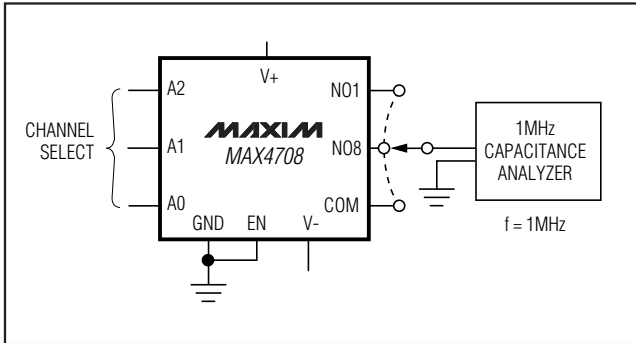 V+
A2
A1
A0
CHANNEL
SELECT
MAXIM
MAX4708
NO1
NO8
COM
GND
EN
V-
1MHz
CAPACITANCE
ANALYZER
f = 1MHz